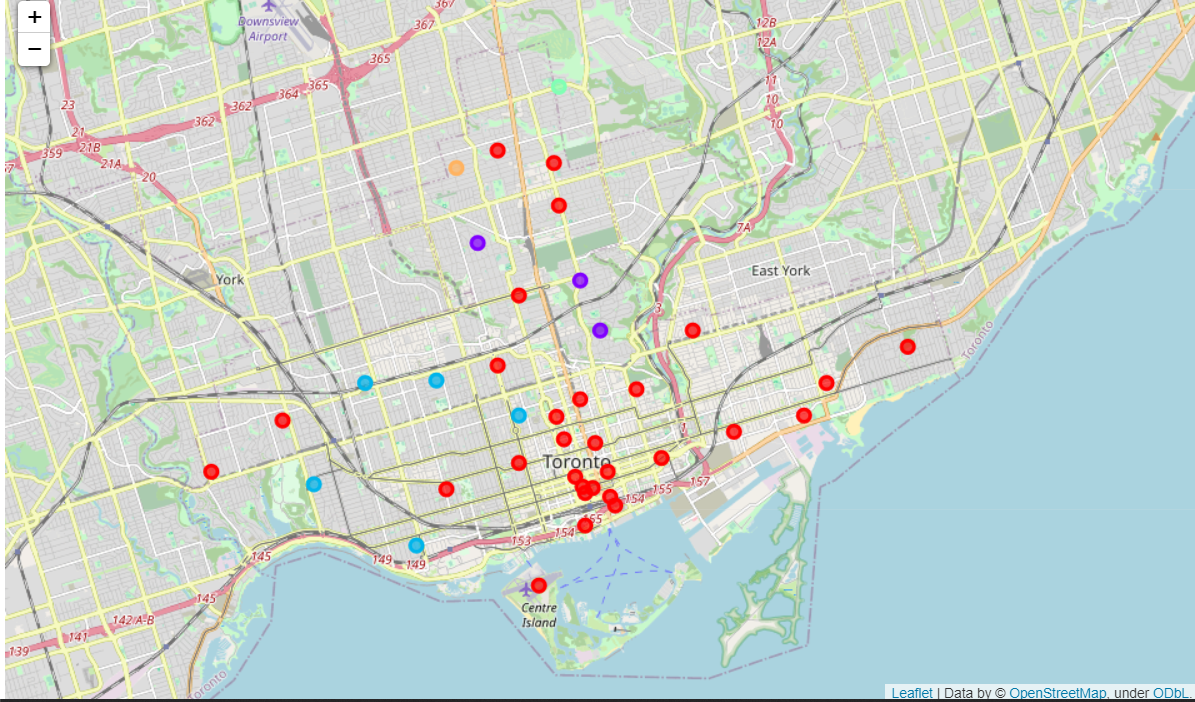 +
−
Downsview
Airport
367
367
365
365
364
362
362
359
21
21B
21A
20
23
12B
12A
11
10
10
7A
York
East York
3
1
Toronto
Toronto
157
155
154
155
154
153
149
149
145
145
142 A-B
141
139
Centre
Island
Toronto
Leaflet | Data by © OpenStreetMap, under ODbL.